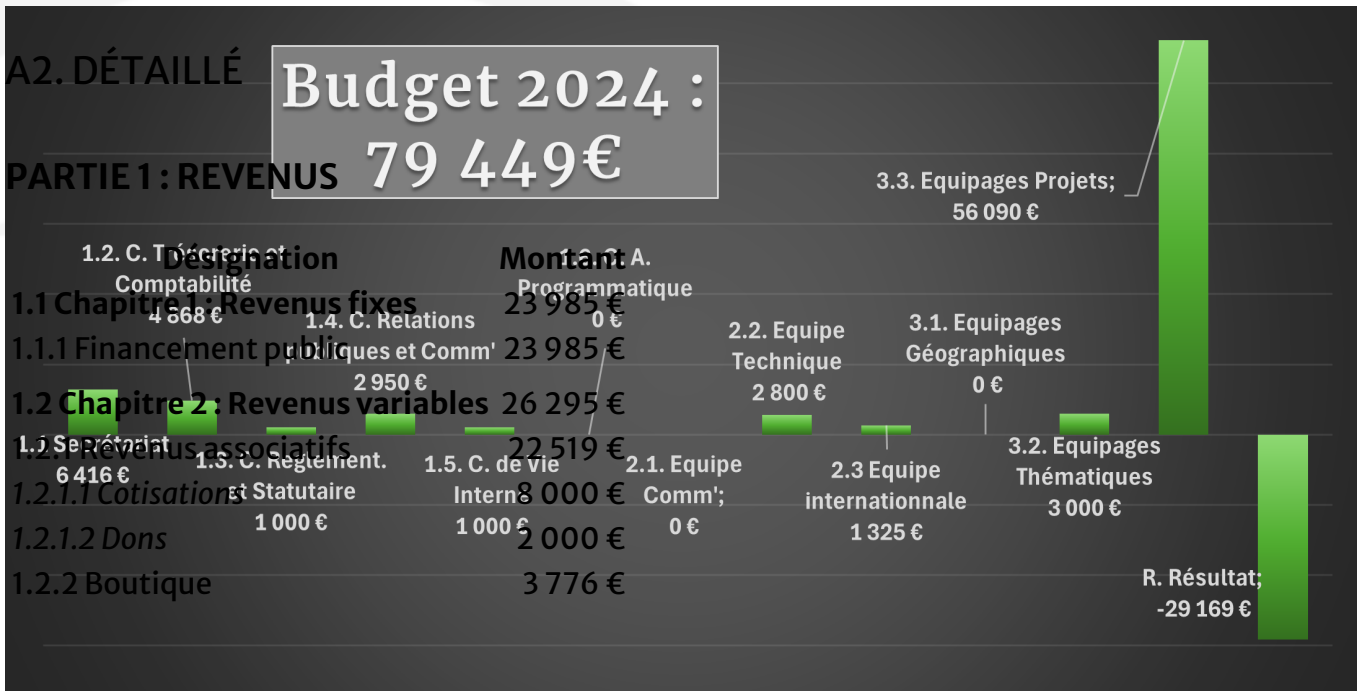 A2. DÉTAILLÉ
Budget 2024 :
79 449€
PARTIE 1 : REVENUS
Désignation Montant
1.1 Chapitre 1 : Revenus fixes 23 985 €
1.1.1 Financement public 23 985 €
1.2 Chapitre 2 : Revenus variables 26 295 €
1.2.1 Revenus associatifs 22 519 €
1.2.1.1 Cotisations 8 000 €
1.2.1.2 Dons 2 000 €
1.2.2 Boutique 3 776 €
1.1 Secrétariat
6 416 €
1.2. C. Trésorerie et
Comptabilité
4 868 €
1.3. C. Réglement.
et Statutaire
1 000 €
1.4. C. Relations
publiques et Comm'
2 950 €
1.5. C. de Vie
Interne
1 000 €
C. A.
Programmatique
0 €
2.1. Equipe
Comm';
0 €
2.2. Equipe
Technique
2 800 €
2.3 Equipe
internationnale
1 325 €
3.1. Equipages
Géographiques
0 €
3.2. Equipages
Thématiques
3 000 €
3.3. Equipages Projets;
56 090 €
R. Résultat;
-29 169 €